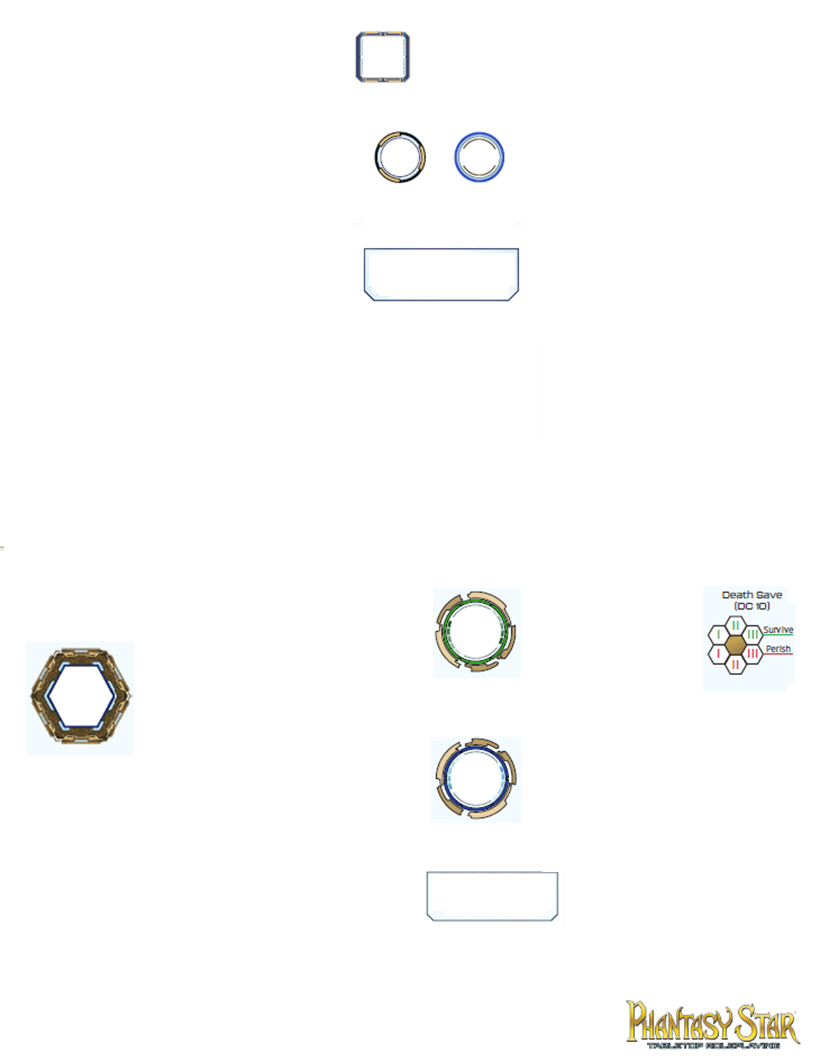 Death Save
(DC 10)
I II III Survive
I II III Perish
PHANTASY STAR
TABLETOP ROLEPLAYING